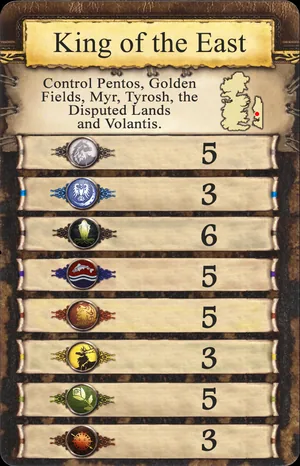 King of the East
Control Pentos, Golden
Fields, Myr, Tyrosh, the
Disputed Lands
and Volantis.
5
3
6
5
5
3
5
3